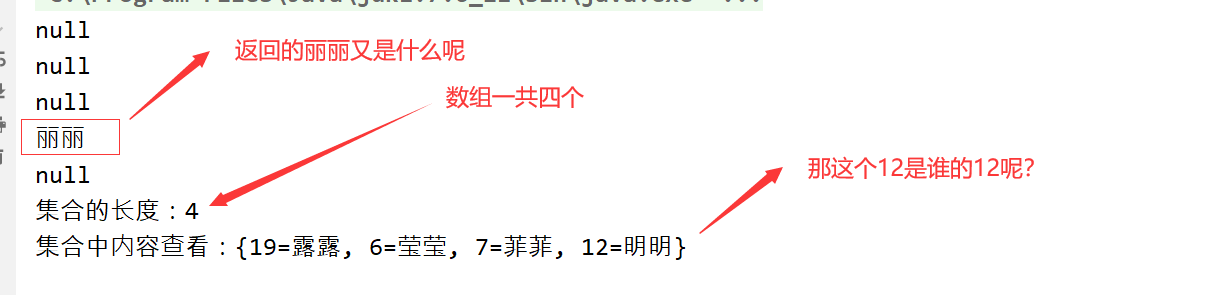 null
null
null
丽丽
null
集合的长度：4
集合中内容查看：{19=露露, 6=莹莹, 7=菲菲, 12=明明}
返回的丽丽又是什么呢
数组一共四个
那这个12是谁的12呢？